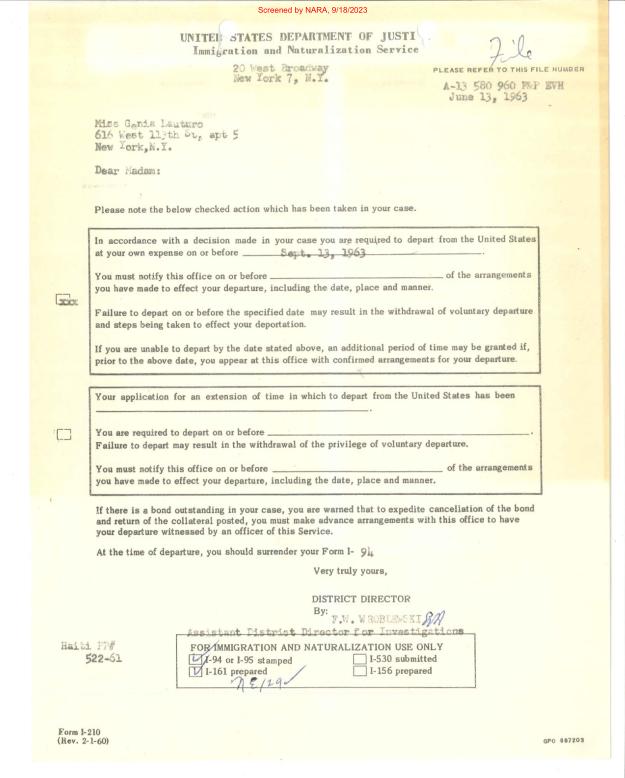 Screened by NARA, 9/18/2023
UNITED STATES DEPARTMENT OF JUSTI
Immigration and Naturalization Service
20 West Broadway
New York 7, N.Y.
File
PLEASE REFER TO THIS FILE NUMBER
A-13 580 960 P&P EVH
June 13, 1963
Miss Genia Lauturo
616 West 113th St, apt 5
New York,N.Y.
Dear Madam:
Please note the below checked action which has been taken in your case.
In accordance with a decision made in your case you are required to depart from the United States
at your own expense on or before Sept. 13, 1963.
You must notify this office on or before ______ of the arrangements
you have made to effect your departure, including the date, place and manner.
xxx
Failure to depart on or before the specified date may result in the withdrawal of voluntary departure
and steps being taken to effect your deportation.
If you are unable to depart by the date stated above, an additional period of time may be granted if,
prior to the above date, you appear at this office with confirmed arrangements for your departure.
Your application for an extension of time in which to depart from the United States has been
______.
You are required to depart on or before ______.
Failure to depart may result in the withdrawal of the privilege of voluntary departure.
You must notify this office on or before ______ of the arrangements
you have made to effect your departure, including the date, place and manner.
If there is a bond outstanding in your case, you are warned that to expedite cancellation of the bond
and return of the collateral posted, you must make advance arrangements with this office to have
your departure witnessed by an officer of this Service.
At the time of departure, you should surrender your Form I- 94
Very truly yours,
DISTRICT DIRECTOR
By:
F.W. WROBLEWSKI
Assistant District Director for Investigations
Haiti PP#
522-61
FOR IMMIGRATION AND NATURALIZATION USE ONLY
I-94 or I-95 stamped
I-530 submitted
I-161 prepared
I-156 prepared
Form I-210
(Rev. 2-1-60)
GPO 887203